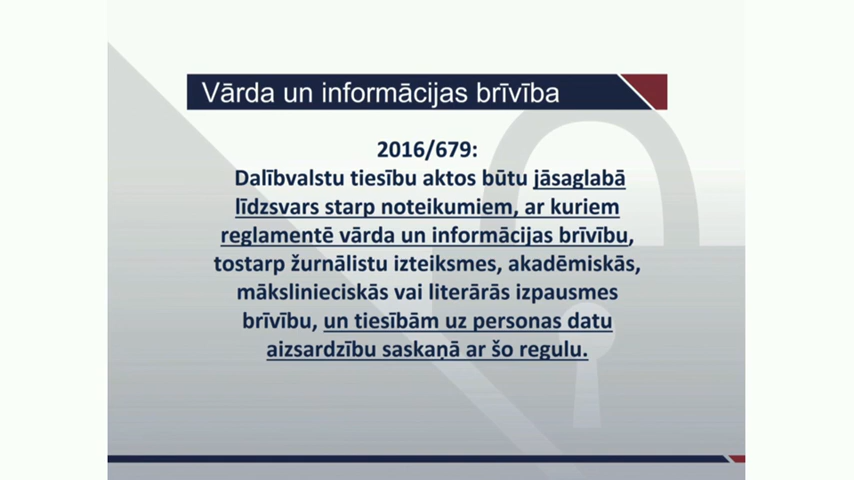 Vārda un informācijas brīvība
2016/679:
Dalībvalstu tiesību aktos būtu jāsaglabā
līdzsvars starp noteikumiem, ar kuriem
reglamentē vārda un informācijas brīvību,
tostarp žurnālistu izteiksmes, akadēmiskās,
mākslinieciskās vai literārās izpausmes
brīvību, un tiesībām uz personas datu
aizsardzību saskaņā ar šo regulu.